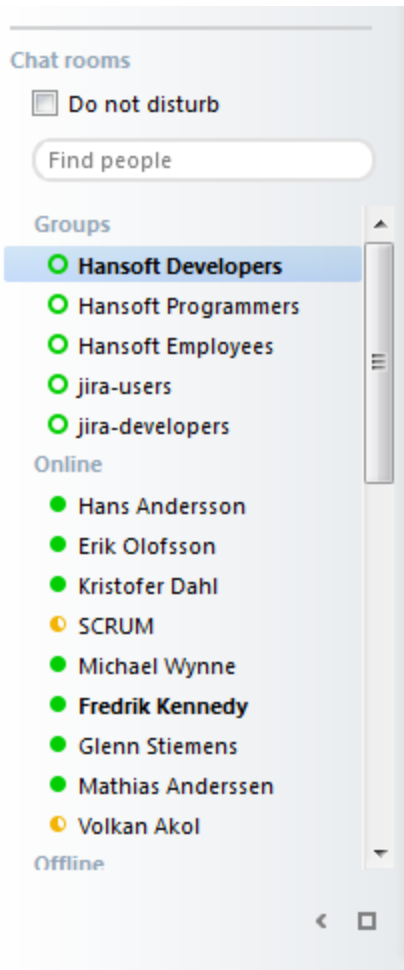 Chat rooms
Do not disturb
Find people
Groups
Hansoft Developers
Hansoft Programmers
Hansoft Employees
jira-users
jira-developers
Online
Hans Andersson
Erik Olofsson
Kristofer Dahl
SCRUM
Michael Wynne
Fredrik Kennedy
Glenn Stiemens
Mathias Anderssen
Volkan Akol
Offline